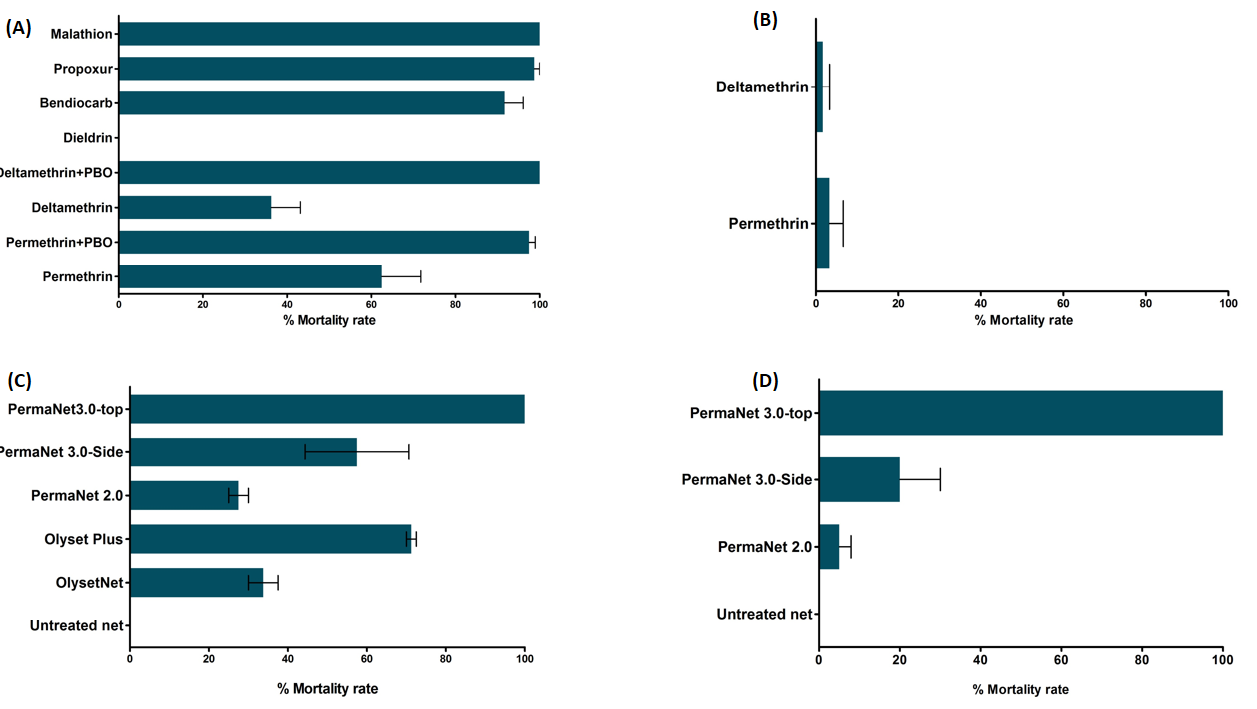 (A)
Malathion
Propoxur
Bendiocarb
Dieldrin
Deltamethrin+PBO
Deltamethrin
Permethrin+PBO
Permethrin
0 20 40 60 80 100
% Mortality rate
(B)
Deltamethrin
Permethrin
0 20 40 60 80 100
% Mortality rate
(C)
PermaNet3.0-top
PermaNet 3.0-Side
PermaNet 2.0
Olyset Plus
OlysetNet
Untreated net
0 20 40 60 80 100
% Mortality rate
(D)
PermaNet 3.0-top
PermaNet 3.0-Side
PermaNet 2.0
Untreated net
0 20 40 60 80 100
% Mortality rate